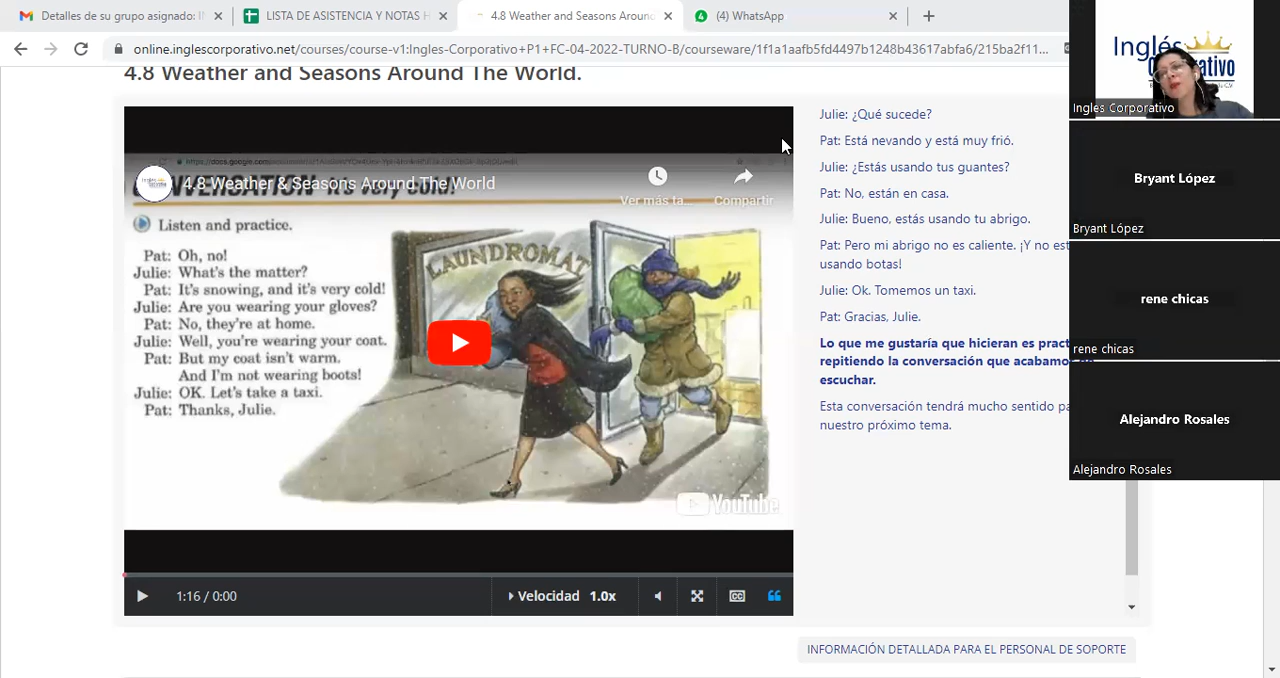 Detalles de su grupo asignado: I
LISTA DE ASISTENCIA Y NOTAS H
4.8 Weather and Seasons Aroun
(4) WhatsApp
online.inglescorporativo.net/courses/course-v1:Ingles-Corporativo+P1+FC-04-2022-TURNO-B/courseware/1f1a1aafb5fd4497b1248b43617abfa6/215ba2f11...
4.8 Weather and Seasons Around The World.
CONVERSATION It's very cold!
4.8 Weather & Seasons Around The World
Ver más ta...
Compartir
Listen and practice.
Pat: Oh, no!
Julie: What's the matter?
Pat: It's snowing, and it's very cold!
Julie: Are you wearing your gloves?
Pat: No, they're at home.
Julie: Well, you're wearing your coat.
Pat: But my coat isn't warm.
And I'm not wearing boots!
Julie: OK. Let's take a taxi.
Pat: Thanks, Julie.
LAUNDROMAT
YouTube
1:16 / 0:00
Velocidad 1.0x
CC
Julie: ¿Qué sucede?
Pat: Está nevando y está muy frió.
Julie: ¿Estás usando tus guantes?
Pat: No, están en casa.
Julie: Bueno, estás usando tu abrigo.
Pat: Pero mi abrigo no es caliente. ¡Y no est
usando botas!
Julie: Ok. Tomemos un taxi.
Pat: Gracias, Julie.
Lo que me gustaría que hicieran es pract
repitiendo la conversación que acabamos
escuchar.
Esta conversación tendrá mucho sentido pa
nuestro próximo tema.
INFORMACIÓN DETALLADA PARA EL PERSONAL DE SOPORTE
Inglés
Ingles Corporativo
Bryant López
Bryant López
rene chicas
rene chicas
Alejandro Rosales
Alejandro Rosales